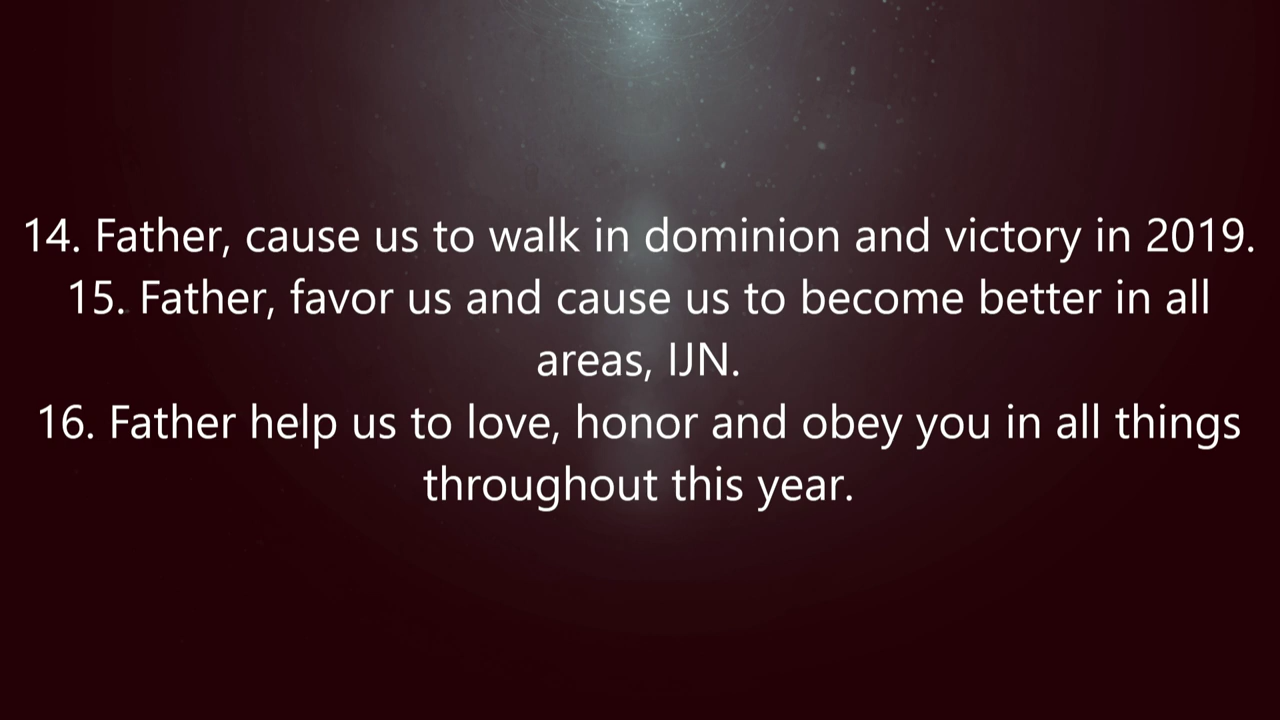 14. Father, cause us to walk in dominion and victory in 2019.
15. Father, favor us and cause us to become better in all
areas, IJN.
16. Father help us to love, honor and obey you in all things
throughout this year.